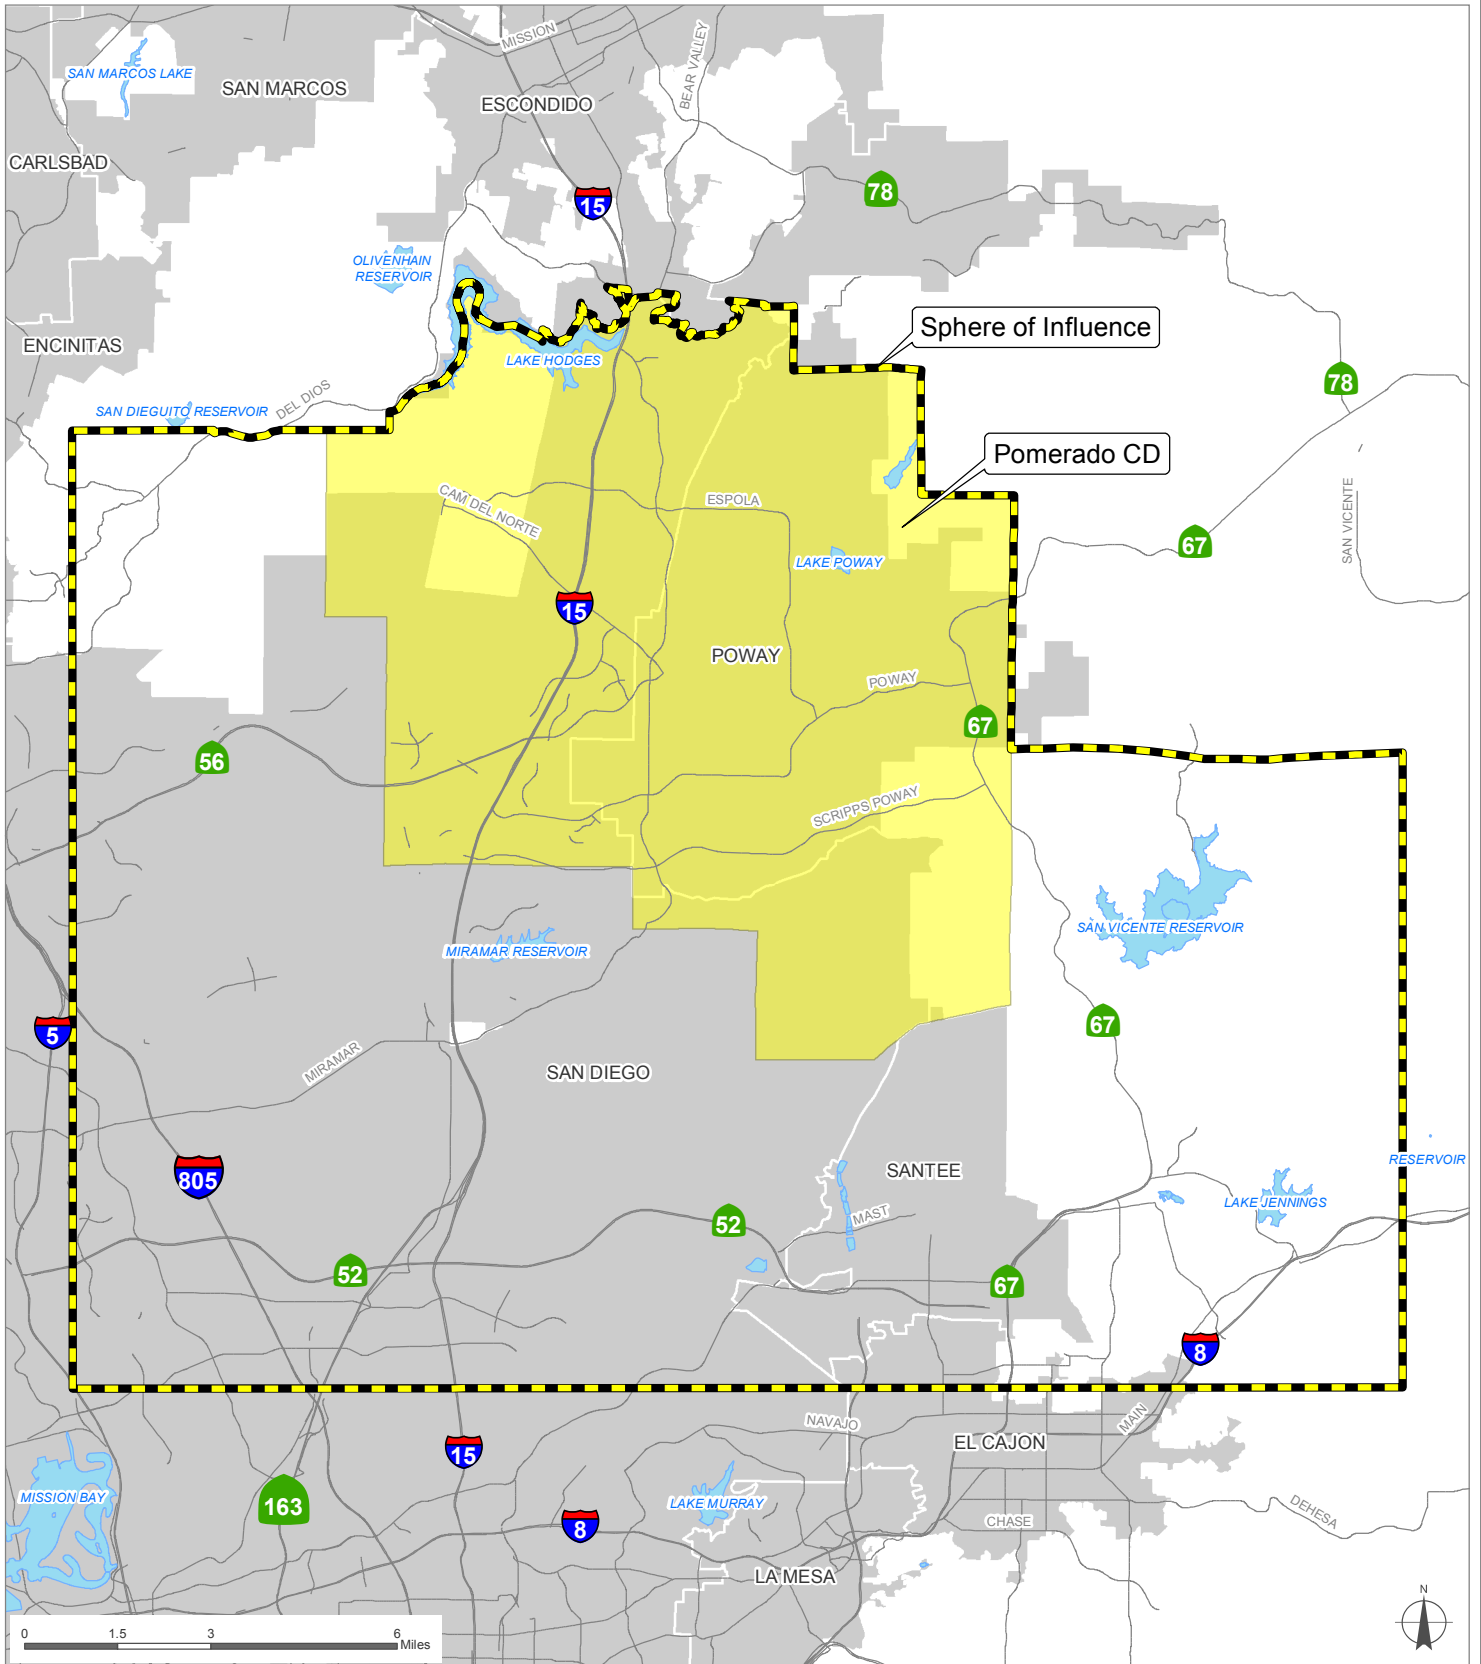 MISSION
BEAR VALLEY
SAN MARCOS LAKE
SAN MARCOS
ESCONDIDO
CARLSBAD
78
15
OLIVENHAIN
RESERVOIR
Sphere of Influence
ENCINITAS
LAKE HODGES
78
DEL DIOS
SAN DIEGUITO RESERVOIR
Pomerado CD
CAM DEL NORTE
ESPOLA
SAN VICENTE
67
LAKE POWAY
15
POWAY
POWAY
67
56
SCRIPPS POWAY
SAN VICENTE RESERVOIR
MIRAMAR RESERVOIR
5
67
MIRAMAR
SAN DIEGO
RESERVOIR
SANTEE
805
LAKE JENNINGS
MAST
52
52
67
8
NAVAJO
MAIN
EL CAJON
15
MISSION BAY
163
LAKE MURRAY
DEHESA
8
CHASE
LA MESA
N
0 1.5 3 6
Miles